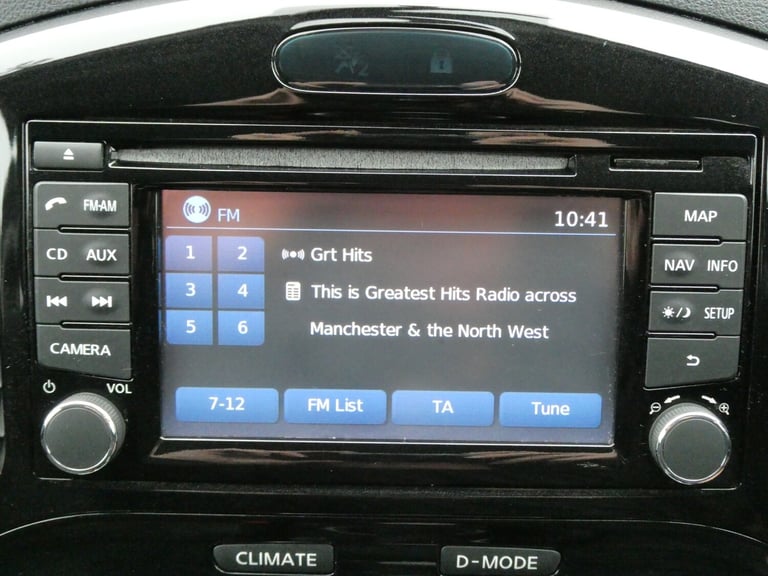 2
FM 10:41
FM-AM
CD AUX
CAMERA
VOL
1 2
3 4
5 6
Grt Hits
This is Greatest Hits Radio across
Manchester & the North West
7-12 FM List TA Tune
MAP
NAV INFO
SETUP
CLIMATE D-MODE